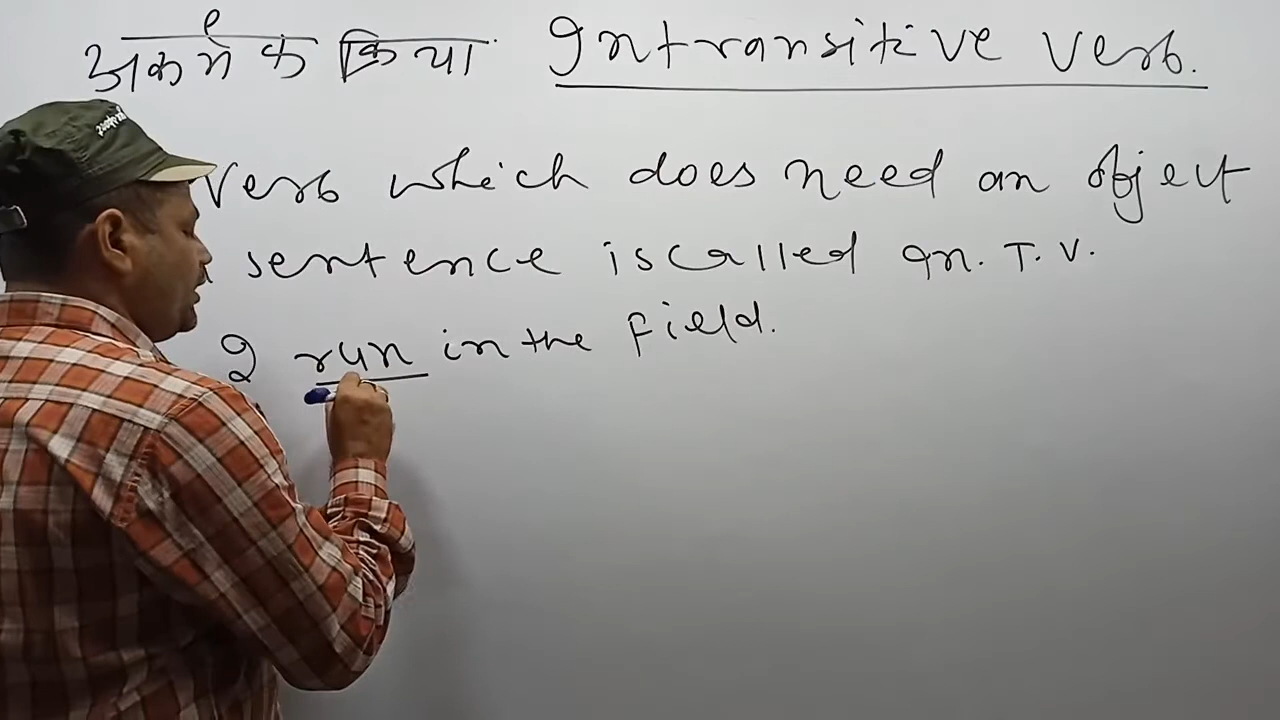 अकर्मक क्रिया Intransitive Verb.
Verb which does need an object
sentence is called In. T. V.
I run in the field.